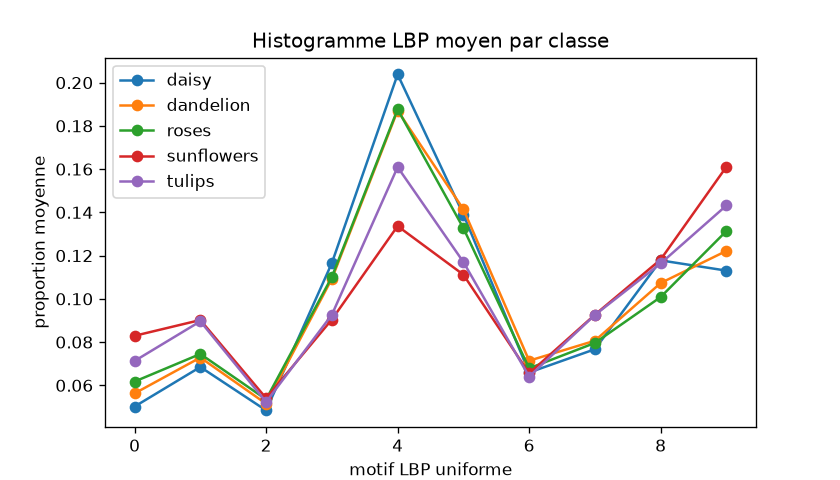 Histogramme LBP moyen par classe
daisy
dandelion
roses
sunflowers
tulips
proportion moyenne
0.20
0.18
0.16
0.14
0.12
0.10
0.08
0.06
0 2 4 6 8
motif LBP uniforme